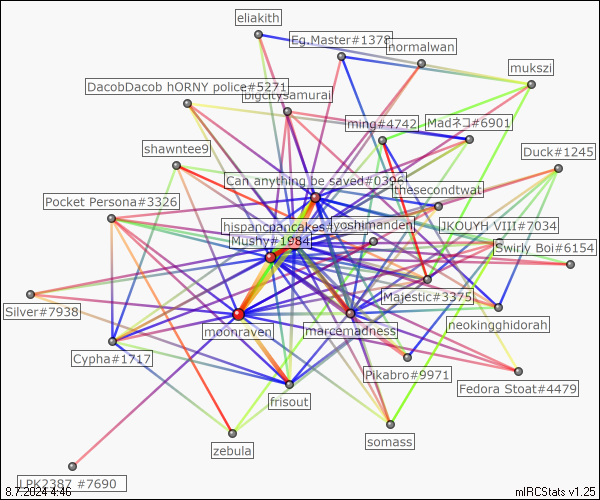 eliakith
Eg.Master#1378
normalwan
mukszi
DacobDacob hORNY police#5271
bigcitysamurai
ming#4742
Madネコ#6901
shawntee9
Duck#1245
Can anything be saved#0396
thesecondtwat
Pocket Persona#3326
hispancpancakes#
yoshimanden
JKOUYH VIII#7034
Mushy#1984
Swirly Boi#6154
Majestic#3375
Silver#7938
moonraven
marcemadness
neokingghidorah
Cypha#1717
Pikabro#9971
Fedora Stoat#4479
frisout
zebula
somass
LPK2387 #7690
8.7.2024 4:46
mIRCStats v1.25